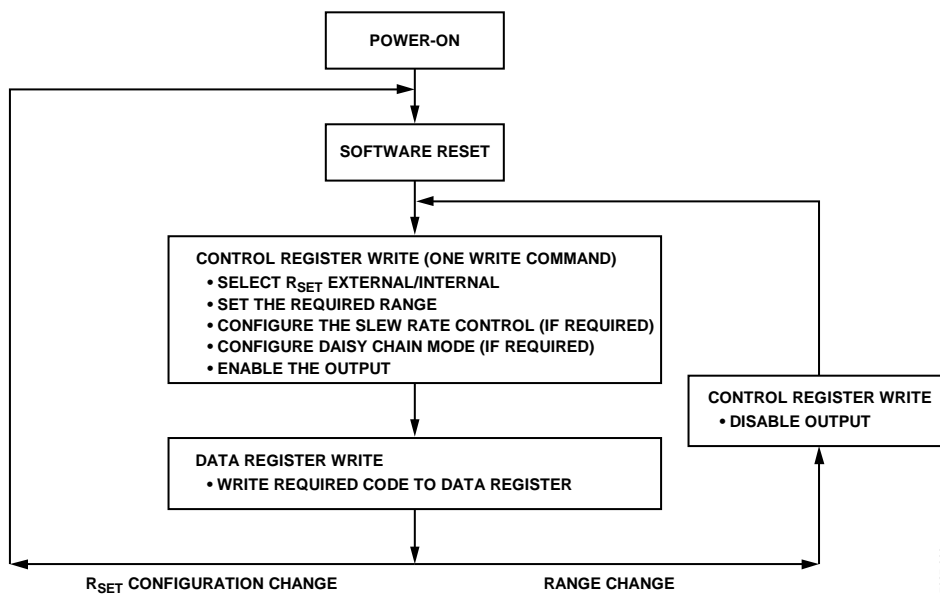 POWER-ON
SOFTWARE RESET
CONTROL REGISTER WRITE (ONE WRITE COMMAND)
• SELECT RSET EXTERNAL/INTERNAL
• SET THE REQUIRED RANGE
• CONFIGURE THE SLEW RATE CONTROL (IF REQUIRED)
• CONFIGURE DAISY CHAIN MODE (IF REQUIRED)
• ENABLE THE OUTPUT
CONTROL REGISTER WRITE
• DISABLE OUTPUT
DATA REGISTER WRITE
• WRITE REQUIRED CODE TO DATA REGISTER
RSET CONFIGURATION CHANGE
RANGE CHANGE